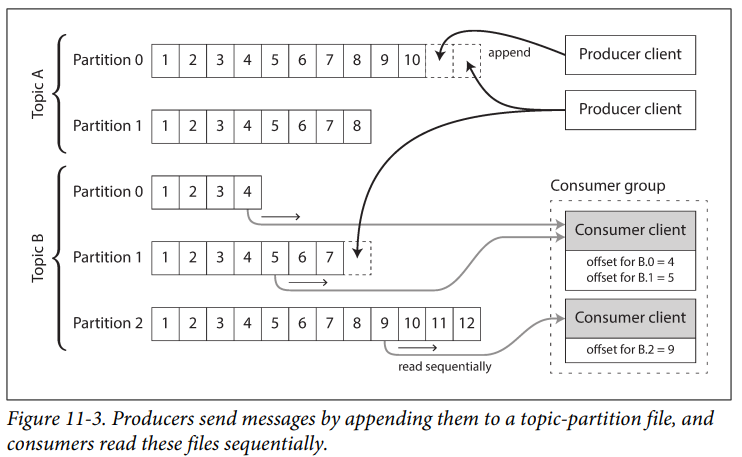 Topic A
Partition 0
1 2 3 4 5 6 7 8 9 10
append
Producer client
Producer client
Partition 1
1 2 3 4 5 6 7 8
Topic B
Partition 0
1 2 3 4
Partition 1
1 2 3 4 5 6 7
Partition 2
1 2 3 4 5 6 7 8 9 10 11 12
read sequentially
Consumer group
Consumer client
offset for B.0 = 4
offset for B.1 = 5
Consumer client
offset for B.2 = 9
Figure 11-3. Producers send messages by appending them to a topic-partition file, and
consumers read these files sequentially.